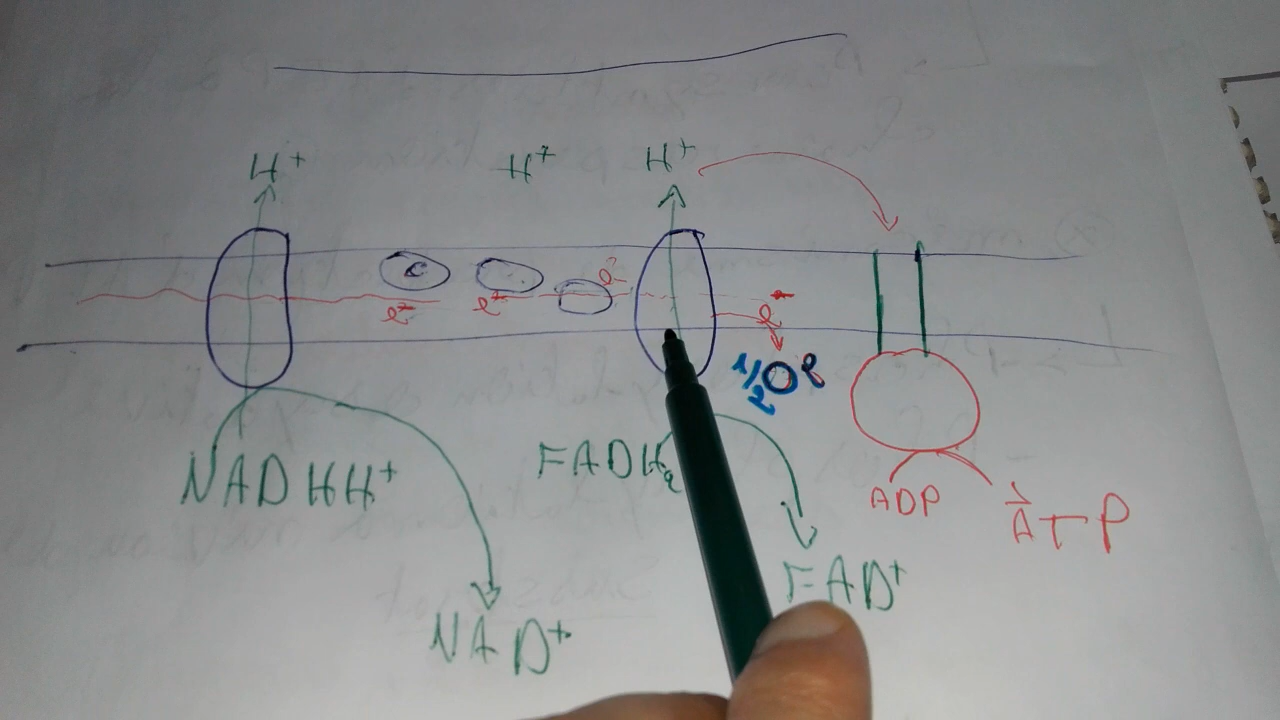 H⁺ H⁺ H⁺
C
e⁻ e⁻ e⁻ e⁻
1/2 O2
NADHH⁺ FADH₂ ADP ATP
FAD⁺
NAD⁺